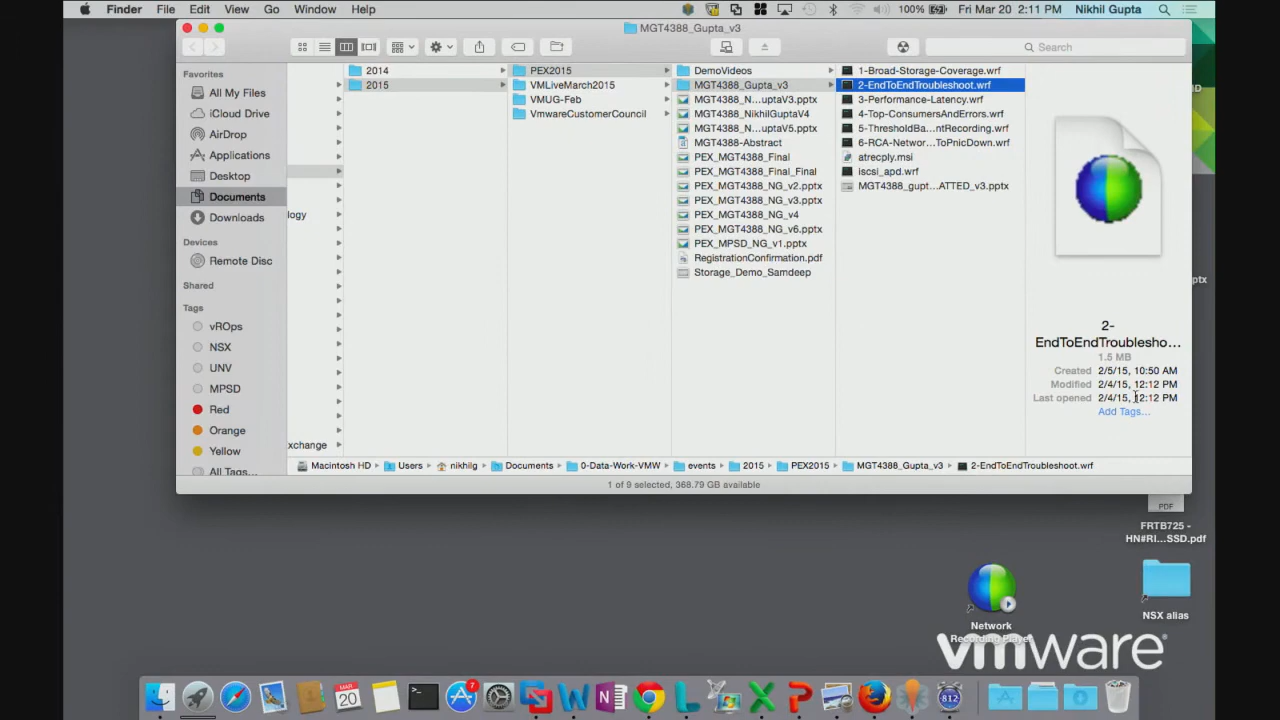 Finder File Edit View Go Window Help 100% Fri Mar 20 2:11 PM Nikhil Gupta
MGT4388_Gupta_v3
Search
Favorites
All My Files
iCloud Drive
AirDrop
Applications
Desktop
Documents
Downloads
Devices
Remote Disc
Shared
Tags
vROps
NSX
UNV
MPSD
Red
Orange
Yellow
All Tags...
ology
xchange
2014
2015
PEX2015
VMLiveMarch2015
VMUG-Feb
VmwareCustomerCouncil
DemoVideos
MGT4388_Gupta_v3
MGT4388_N...uptaV3.pptx
MGT4388_NikhilGuptaV4
MGT4388_N...uptaV5.pptx
MGT4388-Abstract
PEX_MGT4388_Final
PEX_MGT4388_Final_Final
PEX_MGT4388_NG_v2.pptx
PEX_MGT4388_NG_v3.pptx
PEX_MGT4388_NG_v4
PEX_MGT4388_NG_v6.pptx
PEX_MPSD_NG_v1.pptx
RegistrationConfirmation.pdf
Storage_Demo_Samdeep
1-Broad-Storage-Coverage.wrf
2-EndToEndTroubleshoot.wrf
3-Performance-Latency.wrf
4-Top-ConsumersAndErrors.wrf
5-ThresholdBa...ntRecording.wrf
6-RCA-Networ...ToPnicDown.wrf
atrecply.msi
iscsi_apd.wrf
MGT4388_gupt...ATTED_v3.pptx
2-
EndToEndTroublesho...
1.5 MB
Created 2/5/15, 10:50 AM
Modified 2/4/15, 12:12 PM
Last opened 2/4/15, 12:12 PM
Add Tags...
Macintosh HD Users nikhilg Documents 0-Data-Work-VMW events 2015 PEX2015 MGT4388_Gupta_v3 2-EndToEndTroubleshoot.wrf
1 of 9 selected, 368.79 GB available
ptx
PDF
FRTB725 -
HN#RI...SSD.pdf
Network
Recording Player
NSX alias
vmware
MAR
20
7
812